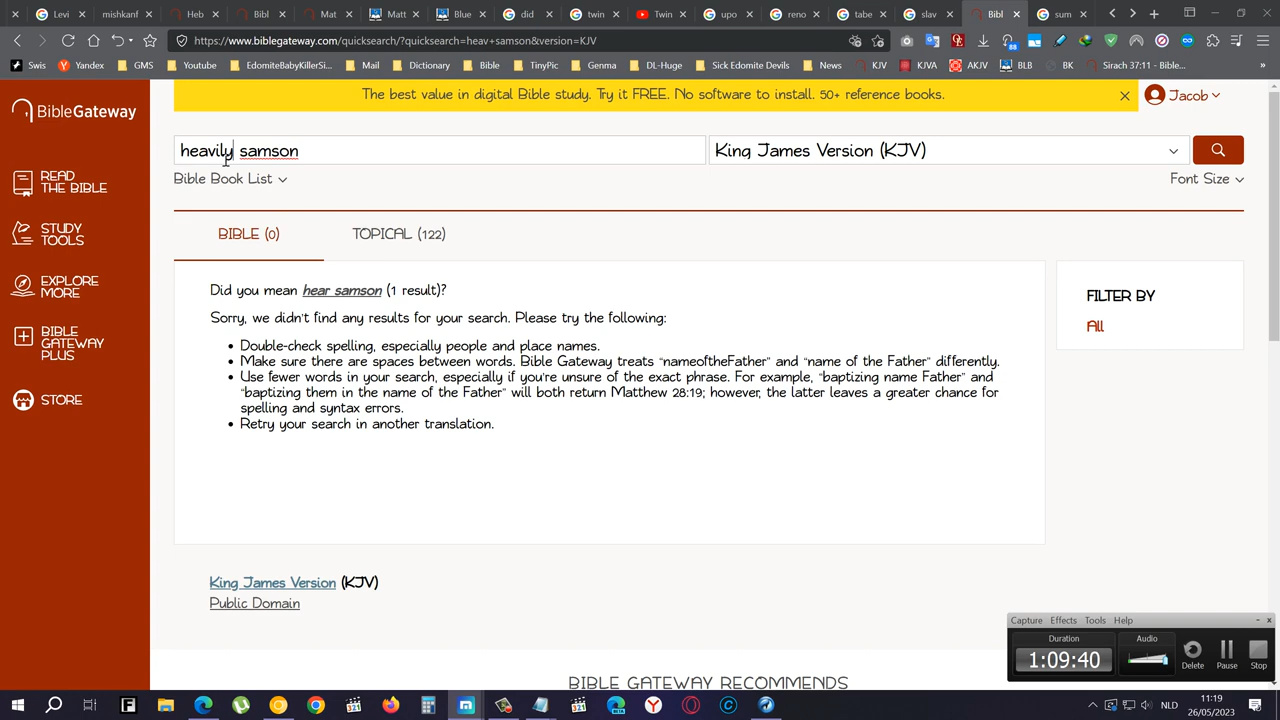 Levi
mishkanf
Heb
Bibl
Mat
Matt
Blue
did
twin
Twin
upo
reno
tabe
slav
Bibl
sum
https://www.biblegateway.com/quicksearch/?quicksearch=heav+samson&version=KJV
88
Swis
Yandex
GMS
Youtube
EdomiteBabyKillerSi...
Mail
Dictionary
Bible
TinyPic
Genma
DL-Huge
Sick Edomite Devils
News
KJV
KJVA
AKJV
BLB
BK
Sirach 37:11 - Bible...
The best value in digital Bible study. Try it FREE. No software to install. 50+ reference books.
Jacob
BibleGateway
heavily samson
King James Version (KJV)
Bible Book List
Font Size
READ
THE BIBLE
STUDY
TOOLS
EXPLORE
MORE
BIBLE
GATEWAY
PLUS
STORE
BIBLE (0)
TOPICAL (122)
Did you mean hear samson (1 result)?
Sorry, we didn't find any results for your search. Please try the following:
• Double-check spelling, especially people and place names.
• Make sure there are spaces between words. Bible Gateway treats "nameoftheFather" and "name of the Father" differently.
• Use fewer words in your search, especially if you're unsure of the exact phrase. For example, "baptizing name Father" and
"baptizing them in the name of the Father" will both return Matthew 28:19; however, the latter leaves a greater chance for
spelling and syntax errors.
• Retry your search in another translation.
FILTER BY
All
King James Version (KJV)
Public Domain
BIBLE GATEWAY RECOMMENDS
Capture Effects Tools Help
Duration
1:09:40
Audio
Delete
Pause
Stop
NLD
11:19
26/05/2023